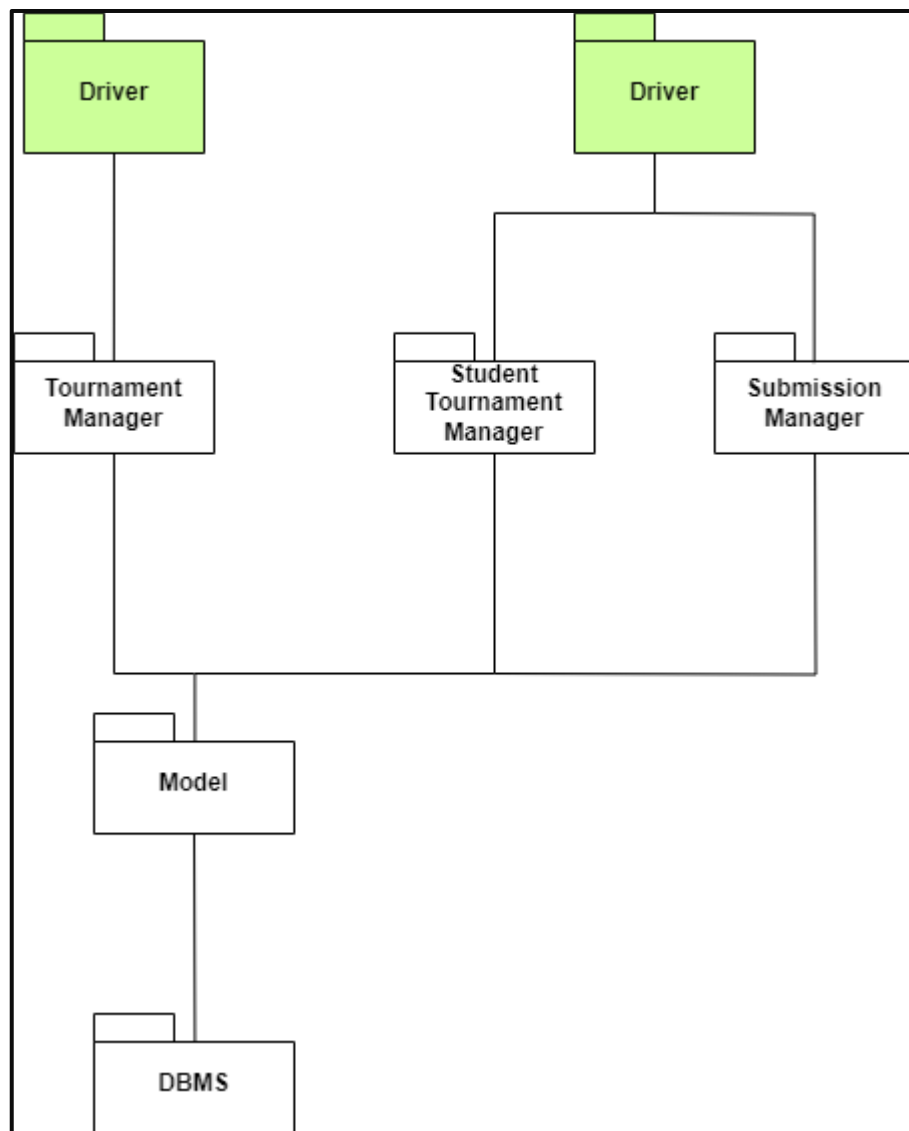 Driver
Driver
Tournament
Manager
Student
Tournament
Manager
Submission
Manager
Model
DBMS